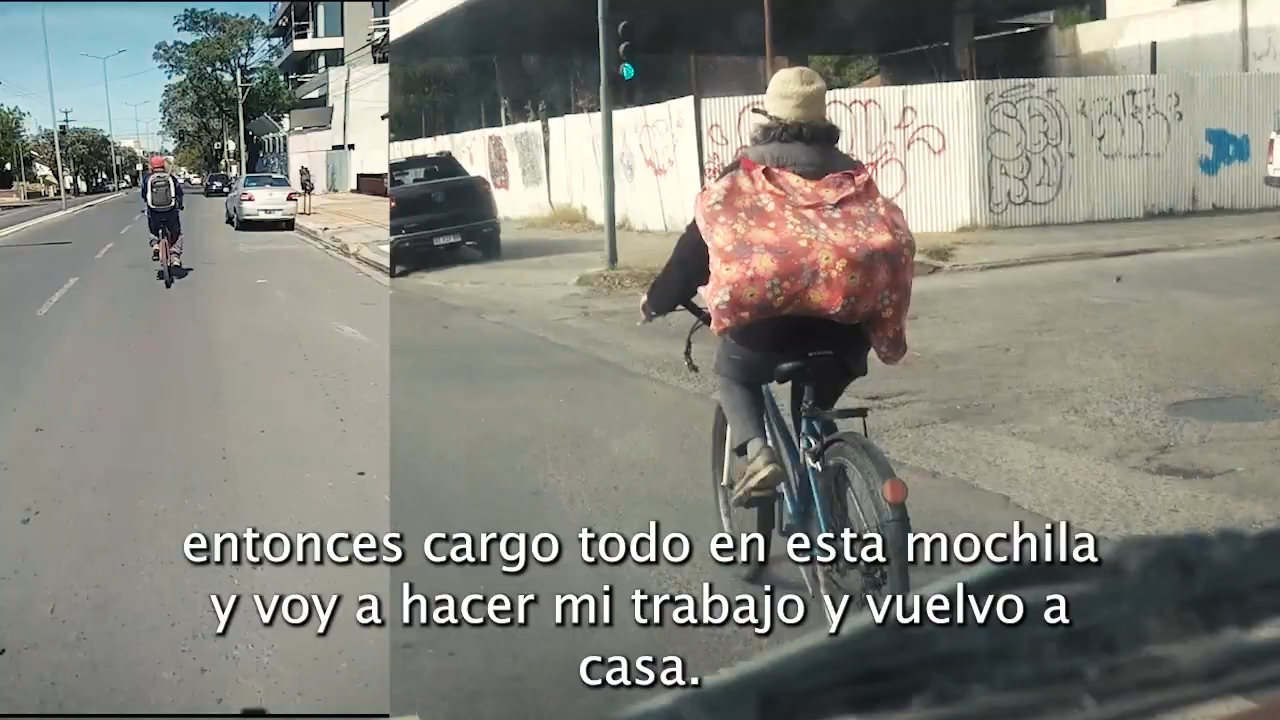 entonces cargo todo en esta mochila
y voy a hacer mi trabajo y vuelvo a
casa.